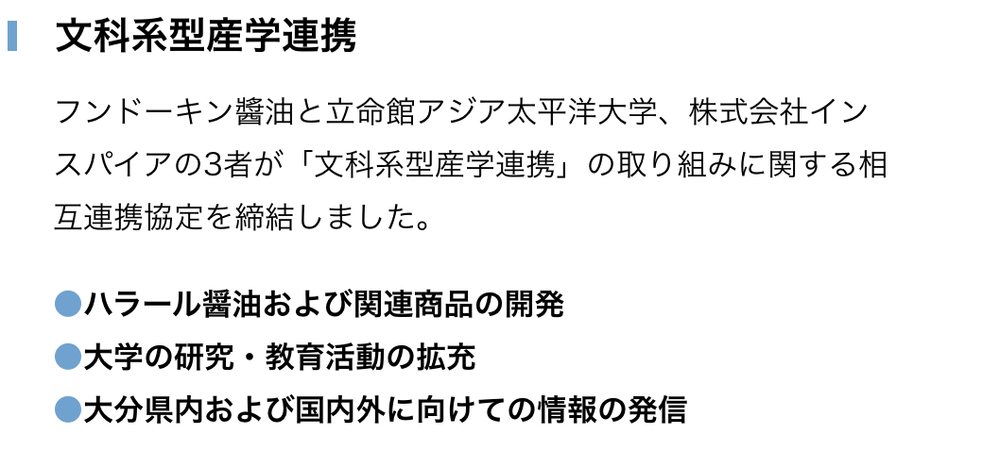 文科系型産学連携
フンドーキン醬油と立命館アジア太平洋大学、株式会社イン
スパイアの3者が「文科系型産学連携」の取り組みに関する相
互連携協定を締結しました。
●ハラール醤油および関連商品の開発
●大学の研究・教育活動の拡充
●大分県内および国内外に向けての情報の発信